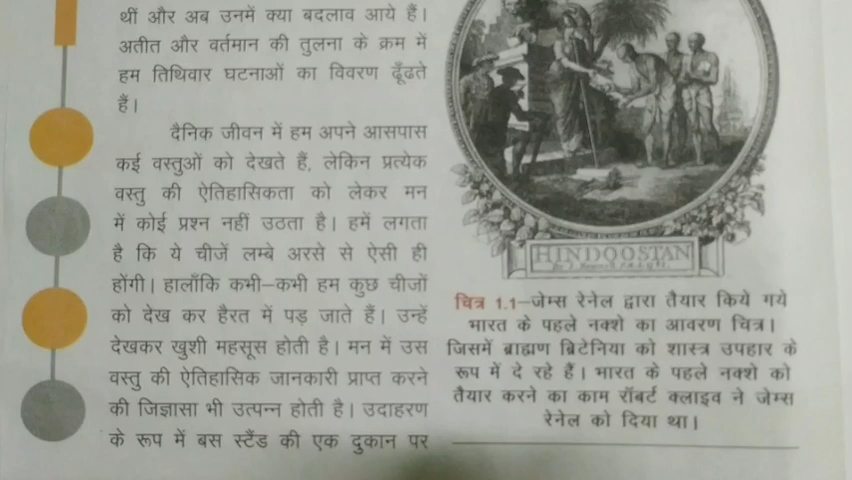 थीं और अब उनमें क्या बदलाव आये हैं।
अतीत और वर्तमान की तुलना के क्रम में
हम तिथिवार घटनाओं का विवरण ढूँढते
हैं।
दैनिक जीवन में हम अपने आसपास
कई वस्तुओं को देखते हैं, लेकिन प्रत्येक
वस्तु की ऐतिहासिकता को लेकर मन
में कोई प्रश्न नहीं उठता है। हमें लगता
है कि ये चीजें लम्बे अरसे से ऐसी ही
होंगी। हालाँकि कभी–कभी हम कुछ चीजों
को देख कर हैरत में पड़ जाते हैं। उन्हें
देखकर खुशी महसूस होती है। मन में उस
वस्तु की ऐतिहासिक जानकारी प्राप्त करने
की जिज्ञासा भी उत्पन्न होती है। उदाहरण
के रूप में बस स्टैंड की एक दुकान पर
HINDOOSTAN
चित्र 1.1–जेम्स रेनेल द्वारा तैयार किये गये
भारत के पहले नक्शे का आवरण चित्र।
जिसमें ब्राह्मण ब्रिटेनिया को शास्त्र उपहार के
रूप में दे रहे हैं। भारत के पहले नक्शे को
तैयार करने का काम रॉबर्ट क्लाइव ने जेम्स
रेनेल को दिया था।